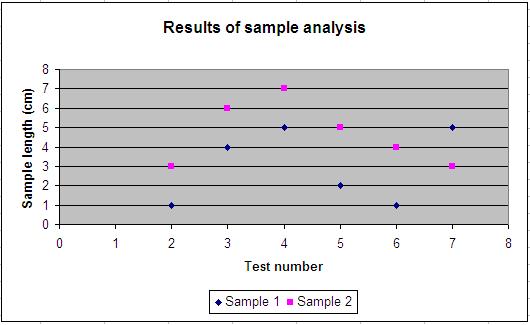 Results of sample analysis
Sample length (cm)
8
7
6
5
4
3
2
1
0
0 1 2 3 4 5 6 7 8
Test number
Sample 1 Sample 2